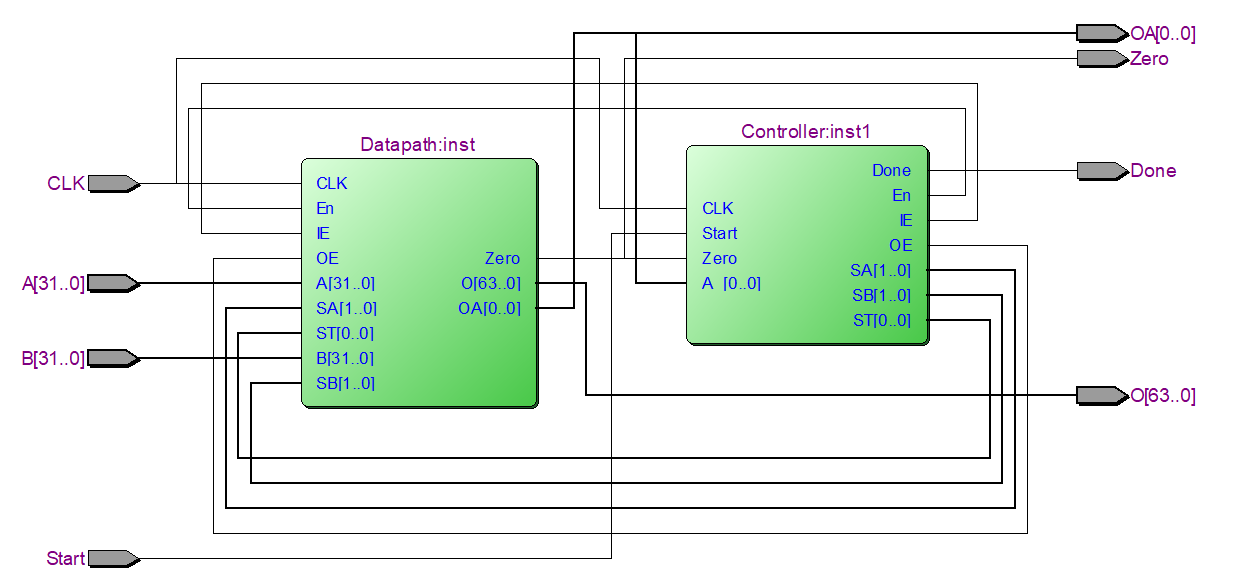 OA[0..0]
Zero
Datapath:inst
Controller:inst1
CLK
CLK
En
IE
OE
A[31..0]
SA[1..0]
ST[0..0]
B[31..0]
SB[1..0]
Zero
O[63..0]
OA[0..0]
CLK
Start
Zero
A_[0..0]
Done
En
IE
OE
SA[1..0]
SB[1..0]
ST[0..0]
Done
A[31..0]
B[31..0]
O[63..0]
Start